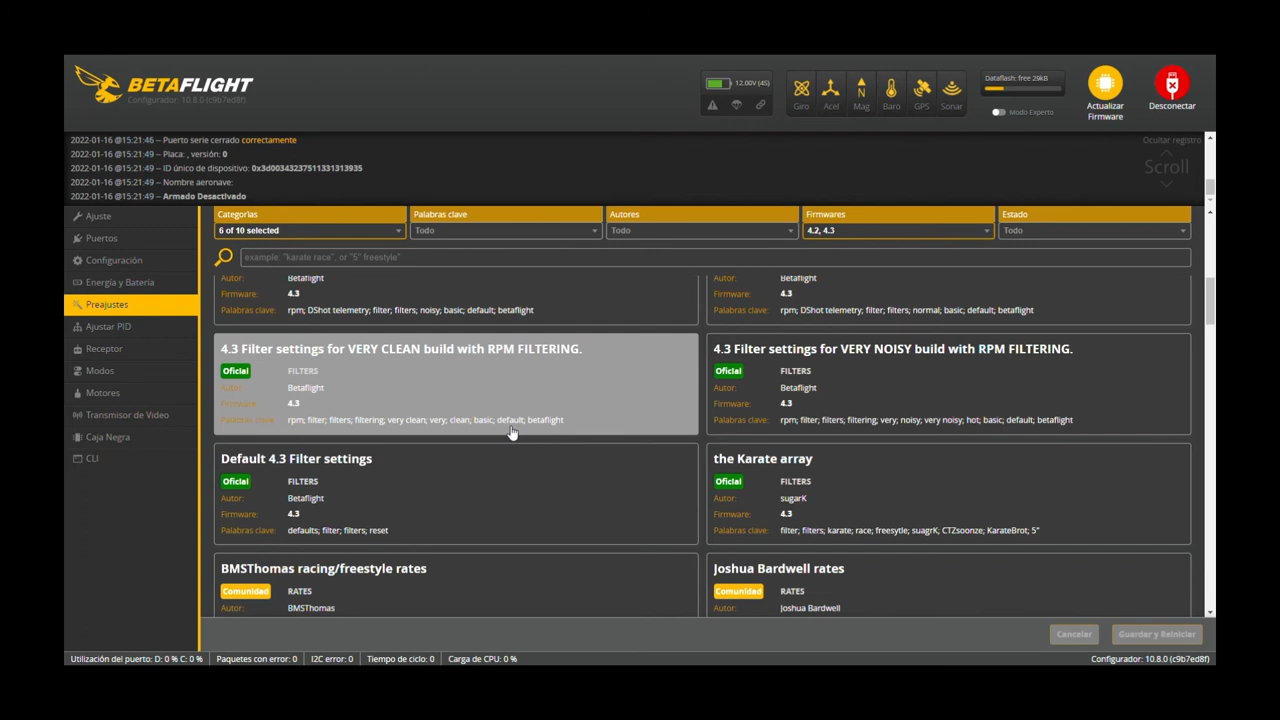 BETAFLIGHT
Configurador: 10.8.0 (c9b7ed8f)
12.00V (4S)
Giro
Acel
Mag
Baro
GPS
Sonar
Dataflash: free 29kB
Modo Experto
Actualizar
Firmware
Desconectar
2022-01-16 @15:21:46 -- Puerto serie cerrado correctamente
2022-01-16 @15:21:49 -- Placa: , versión: 0
2022-01-16 @15:21:49 -- ID único de dispositivo: 0x3d0034323751133131393​5
2022-01-16 @15:21:49 -- Nombre aeronave:
2022-01-16 @15:21:49 -- Armado Desactivado
Ocultar registro
Scroll
Ajuste
Puertos
Configuración
Energía y Batería
Preajustes
Ajustar PID
Receptor
Modos
Motores
Transmisor de Video
Caja Negra
CLI
Categorías
6 of 10 selected
Palabras clave
Todo
Autores
Todo
Firmwares
4.2, 4.3
Estado
Todo
example: "karate race", or "5" freestyle"
Autor: Betaflight
Firmware: 4.3
Palabras clave: rpm; DShot telemetry; filter; filters; noisy; basic; default; betaflight
Autor: Betaflight
Firmware: 4.3
Palabras clave: rpm; DShot telemetry; filter; filters; normal; basic; default; betaflight
4.3 Filter settings for VERY CLEAN build with RPM FILTERING.
Oficial FILTERS
Autor: Betaflight
Firmware: 4.3
Palabras clave: rpm; filter; filters; filtering; very clean; very; clean; basic; default; betaflight
4.3 Filter settings for VERY NOISY build with RPM FILTERING.
Oficial FILTERS
Autor: Betaflight
Firmware: 4.3
Palabras clave: rpm; filter; filters; filtering; very; noisy; very noisy; hot; basic; default; betaflight
Default 4.3 Filter settings
Oficial FILTERS
Autor: Betaflight
Firmware: 4.3
Palabras clave: defaults; filter; filters; reset
the Karate array
Oficial FILTERS
Autor: sugarK
Firmware: 4.3
Palabras clave: filter; filters; karate; race; freesytle; suagrK; CTZsoonze; KarateBrot; 5"
BMSThomas racing/freestyle rates
Comunidad RATES
Autor: BMSThomas
Joshua Bardwell rates
Comunidad RATES
Autor: Joshua Bardwell
Cancelar
Guardar y Reiniciar
Utilización del puerto: D: 0 % C: 0 %
Paquetes con error: 0
I2C error: 0
Tiempo de ciclo: 0
Carga de CPU: 0 %
Configurador: 10.8.0 (c9b7ed8f)